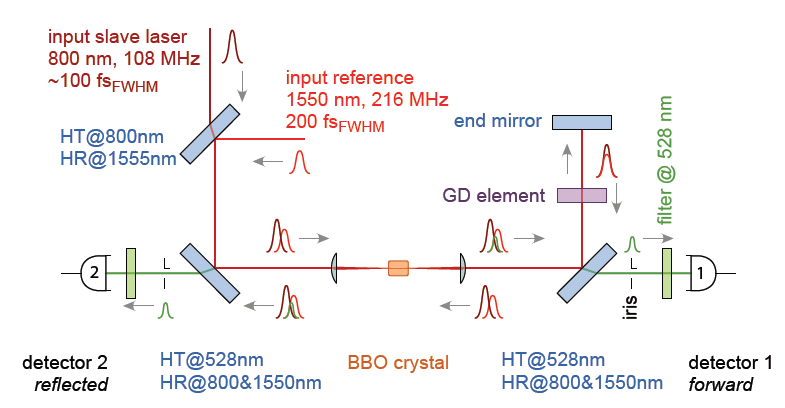 input slave laser
800 nm, 108 MHz
~100 fsFWHM
input reference
1550 nm, 216 MHz
200 fsFWHM
HT@800nm
HR@1555nm
end mirror
GD element
filter @ 528 nm
2
L
L
1
iris
detector 2
reflected
HT@528nm
HR@800&1550nm
BBO crystal
HT@528nm
HR@800&1550nm
detector 1
forward